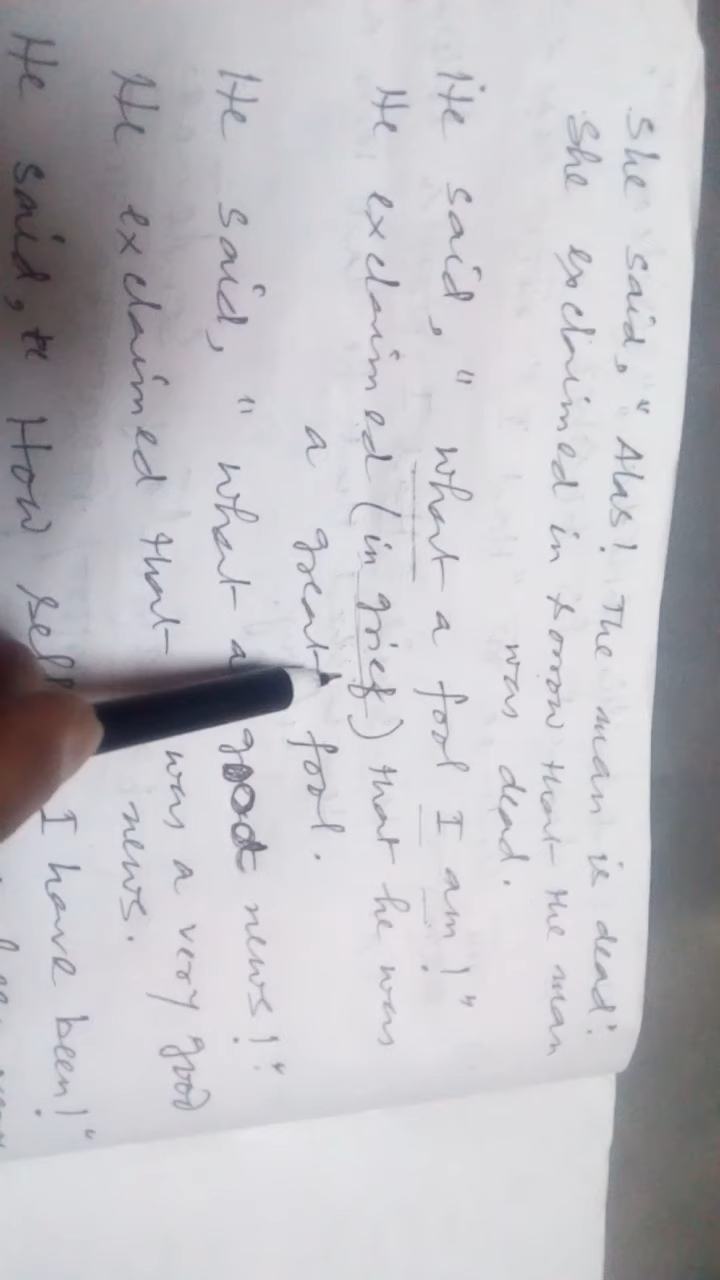 She said, "Alas! The man is dead".
She exclaimed in sorrow that the man
was dead.
He said, "what a fool I am!"
He exclaimed (in grief) that he was
a great fool.
He said, "what a good news!"
He exclaimed that was a very good
news.
He said, "How I have been!"